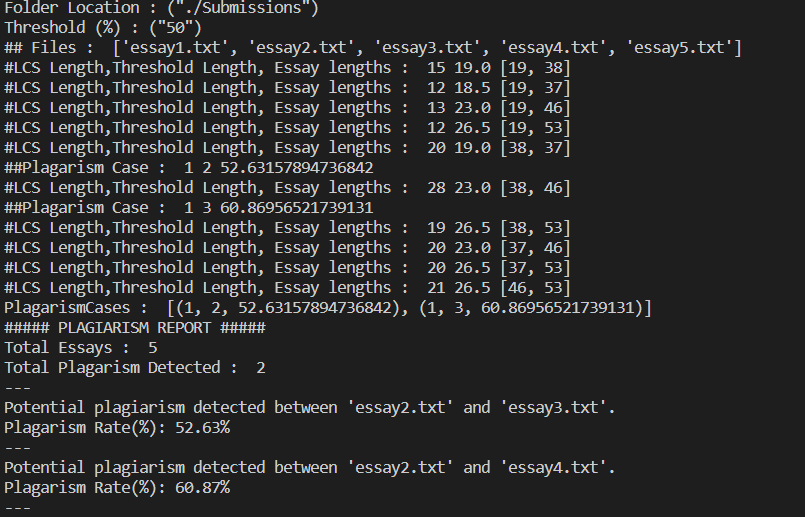 Folder Location : ("./Submissions")
Threshold (%) : ("50")
## Files :  ['essay1.txt', 'essay2.txt', 'essay3.txt', 'essay4.txt', 'essay5.txt']
#LCS Length,Threshold Length, Essay lengths :  15 19.0 [19, 38]
#LCS Length,Threshold Length, Essay lengths :  12 18.5 [19, 37]
#LCS Length,Threshold Length, Essay lengths :  13 23.0 [19, 46]
#LCS Length,Threshold Length, Essay lengths :  12 26.5 [19, 53]
#LCS Length,Threshold Length, Essay lengths :  20 19.0 [38, 37]
##Plagarism Case :  1 2 52.63157894736842
#LCS Length,Threshold Length, Essay lengths :  28 23.0 [38, 46]
##Plagarism Case :  1 3 60.86956521739131
#LCS Length,Threshold Length, Essay lengths :  19 26.5 [38, 53]
#LCS Length,Threshold Length, Essay lengths :  20 23.0 [37, 46]
#LCS Length,Threshold Length, Essay lengths :  20 26.5 [37, 53]
#LCS Length,Threshold Length, Essay lengths :  21 26.5 [46, 53]
PlagarismCases :  [(1, 2, 52.63157894736842), (1, 3, 60.86956521739131)]
##### PLAGIARISM REPORT #####
Total Essays :  5
Total Plagarism Detected :  2
---
Potential plagiarism detected between 'essay2.txt' and 'essay3.txt'.
Plagarism Rate(%): 52.63%
---
Potential plagiarism detected between 'essay2.txt' and 'essay4.txt'.
Plagarism Rate(%): 60.87%
---